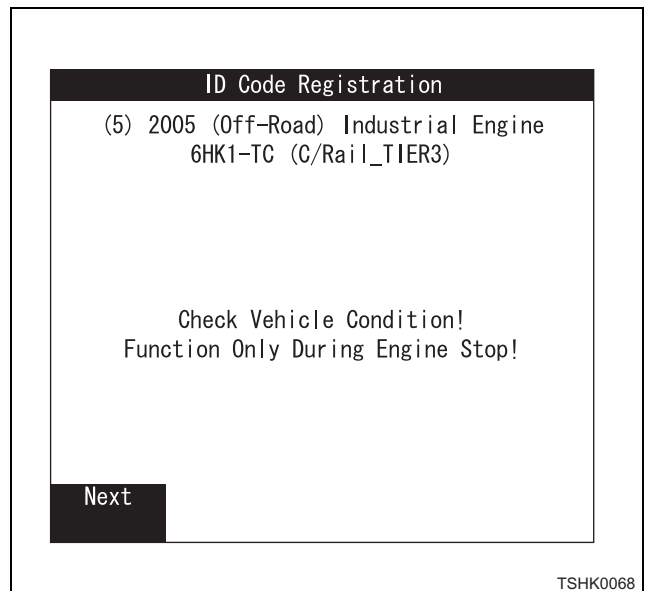 ID Code Registration
(5) 2005 (Off-Road) Industrial Engine
6HK1-TC (C/Rail_TIER3)
Check Vehicle Condition!
Function Only During Engine Stop!
Next
TSHK0068